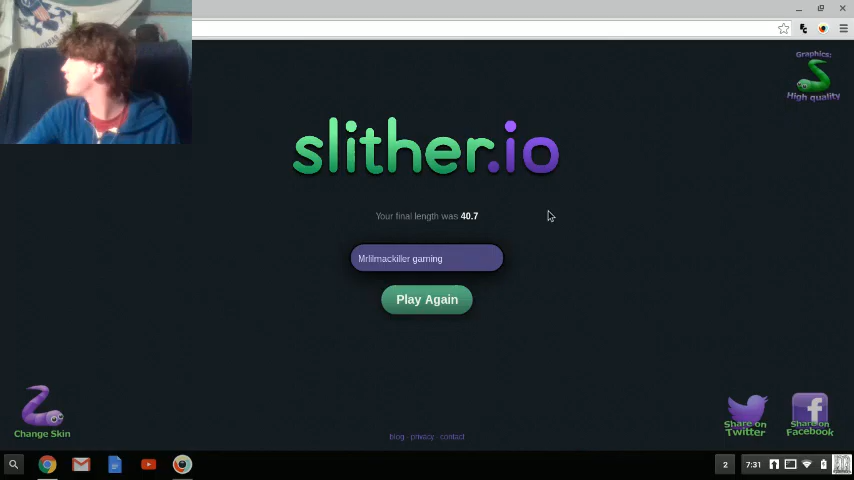 Graphics:
High quality
slither.io
Your final length was 40.7
Mrlilmackiller gaming
Play Again
Change Skin
Share on
Twitter
Share on
Facebook
blog · privacy · contact
2
7:31